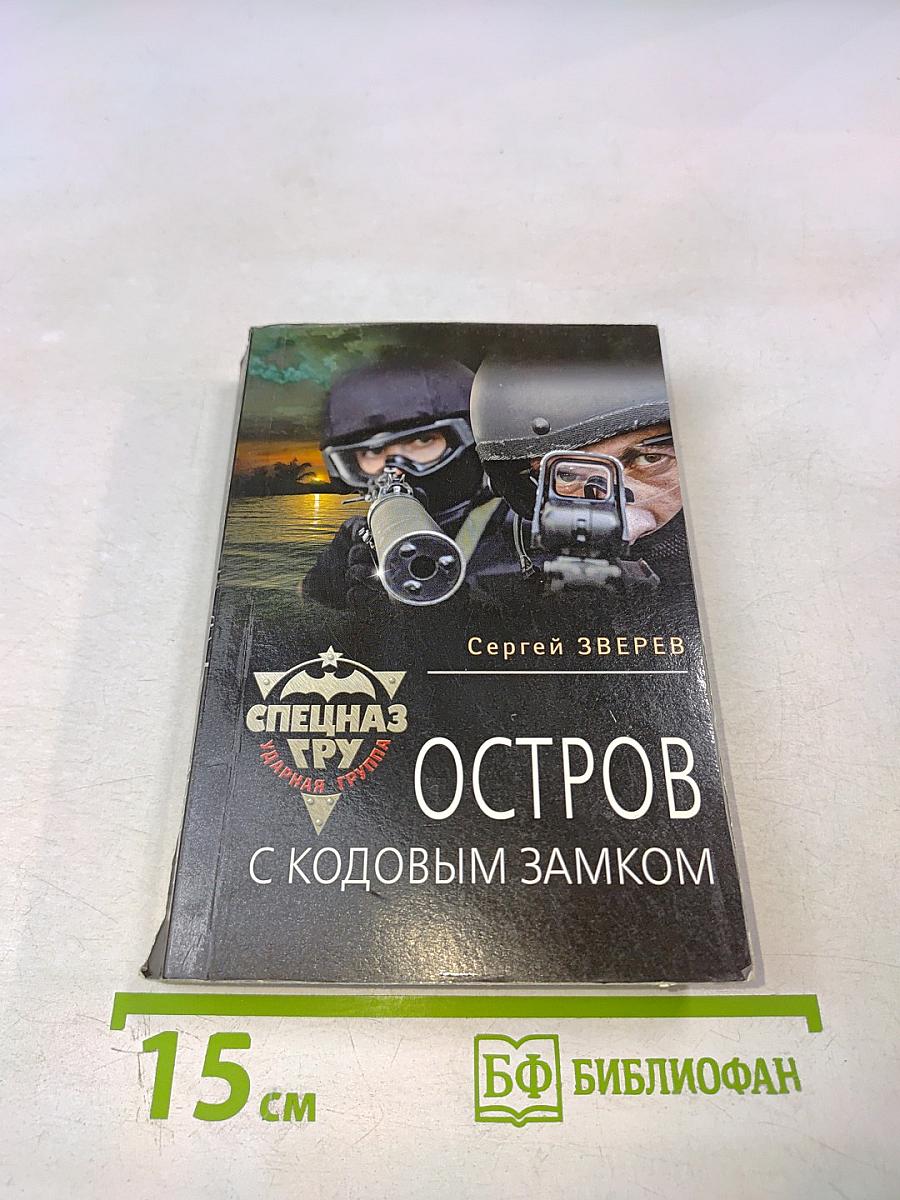 Сергей ЗВЕРЕВ
СПЕЦНАЗ
ГРУ
УДАРНАЯ ГРУППА
ОСТРОВ
С КОДОВЫМ ЗАМКОМ
15 см
БФ БИБЛИОФАН